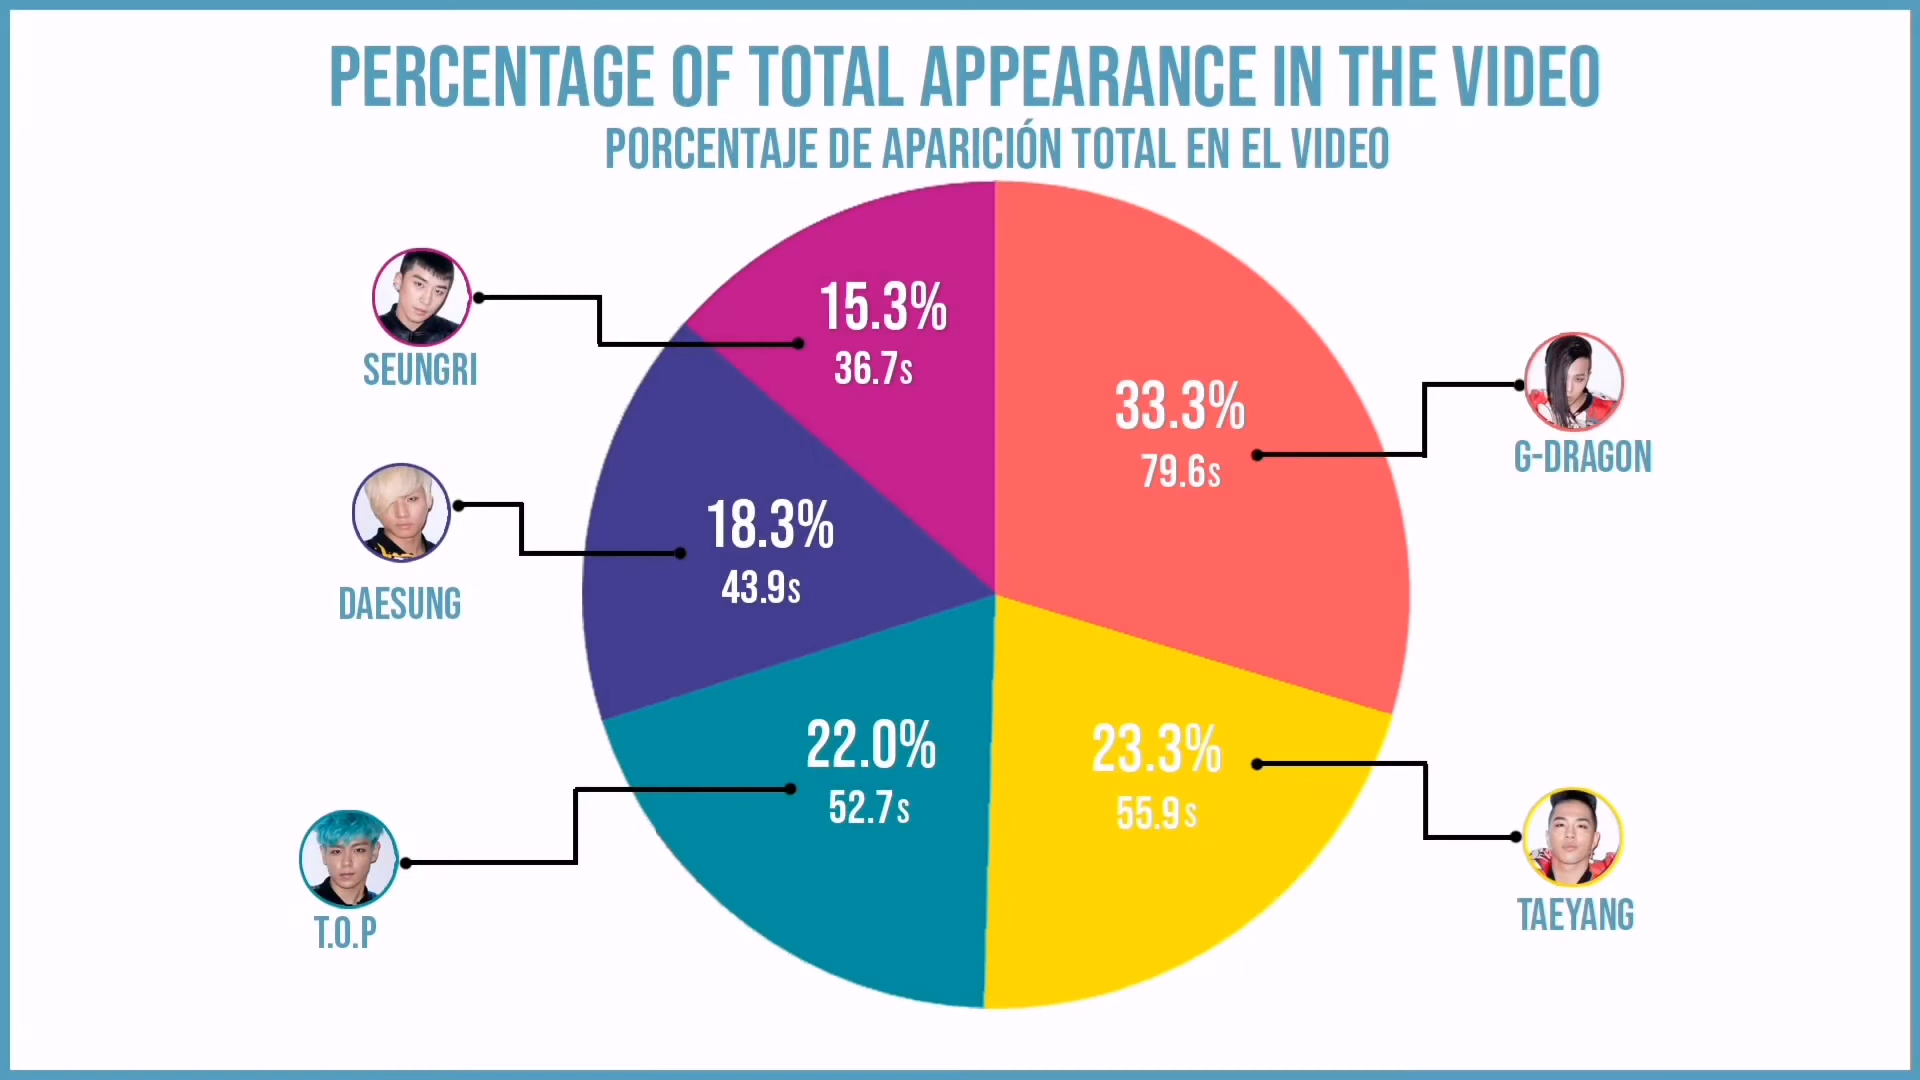 PERCENTAGE OF TOTAL APPEARANCE IN THE VIDEO
PORCENTAJE DE APARICIÓN TOTAL EN EL VIDEO
15.3%
36.7s
SEUNGRI
33.3%
79.6s
G-DRAGON
18.3%
43.9s
DAESUNG
22.0%
52.7s
T.O.P
23.3%
55.9s
TAEYANG